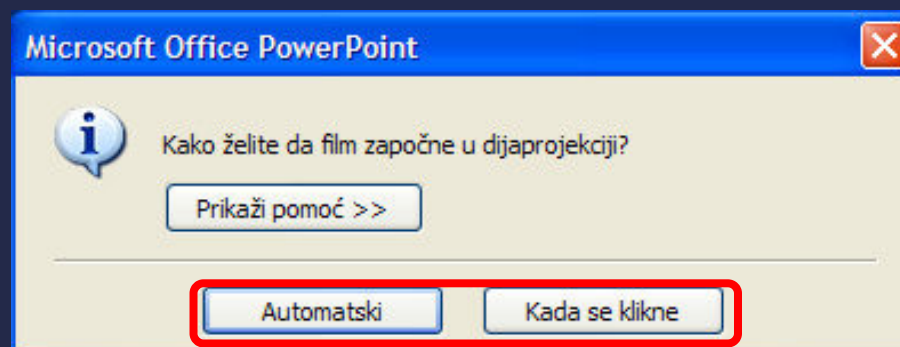 Microsoft Office PowerPoint
Kako želite da film započne u dijaprojekciji?
Prikaži pomoć >>
Automatski
Kada se klikne